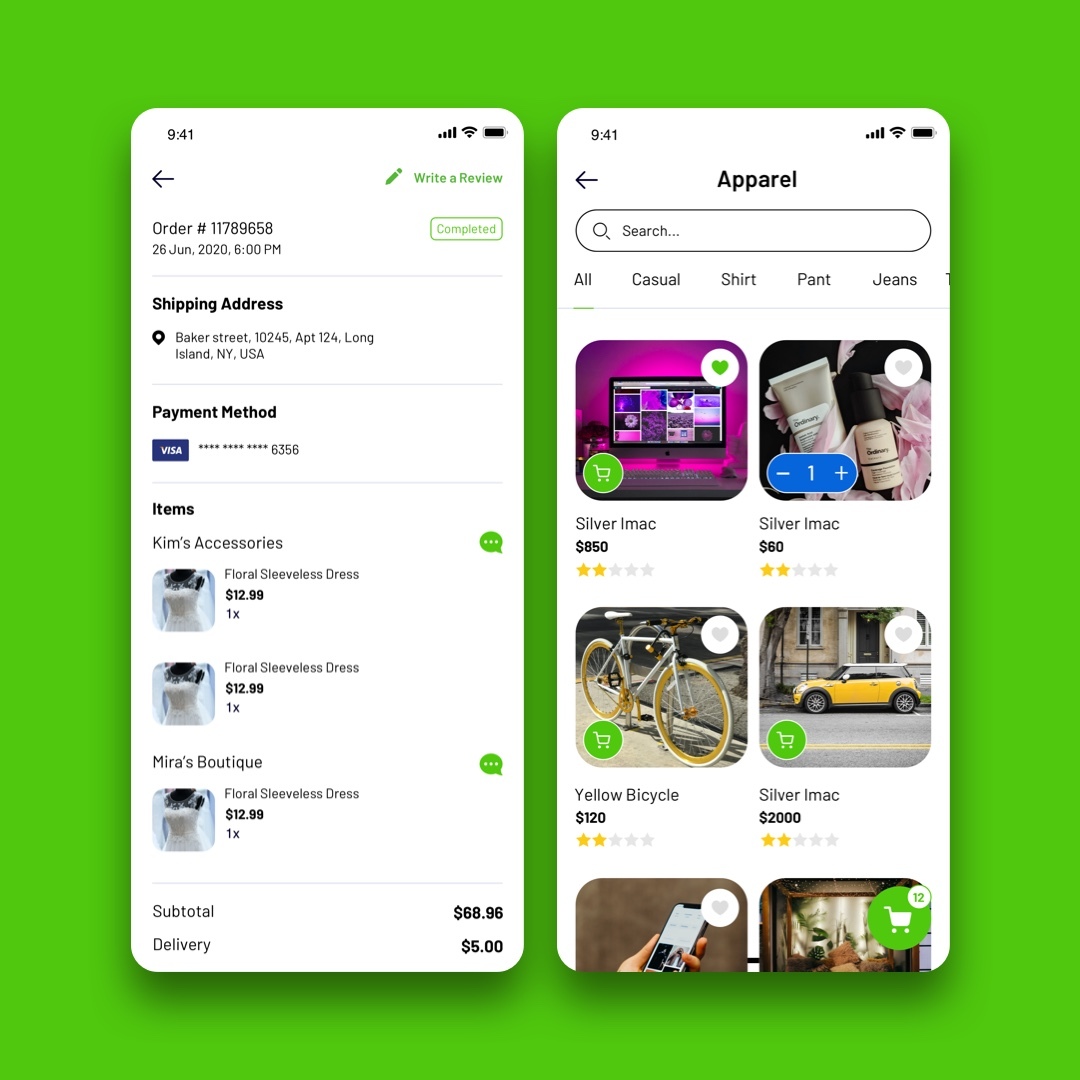 9:41
Write a Review
Order # 11789658
Completed
26 Jun, 2020, 6:00 PM
Shipping Address
Baker street, 10245, Apt 124, Long
Island, NY, USA
Payment Method
VISA **** **** **** 6356
Items
Kim's Accessories
Floral Sleeveless Dress
$12.99
1x
Floral Sleeveless Dress
$12.99
1x
Mira's Boutique
Floral Sleeveless Dress
$12.99
1x
Subtotal $68.96
Delivery $5.00
9:41
Apparel
Search...
All Casual Shirt Pant Jeans
Ordinary.
Ordinary.
1
Silver Imac
$850
Silver Imac
$60
Yellow Bicycle
$120
Silver Imac
$2000
12